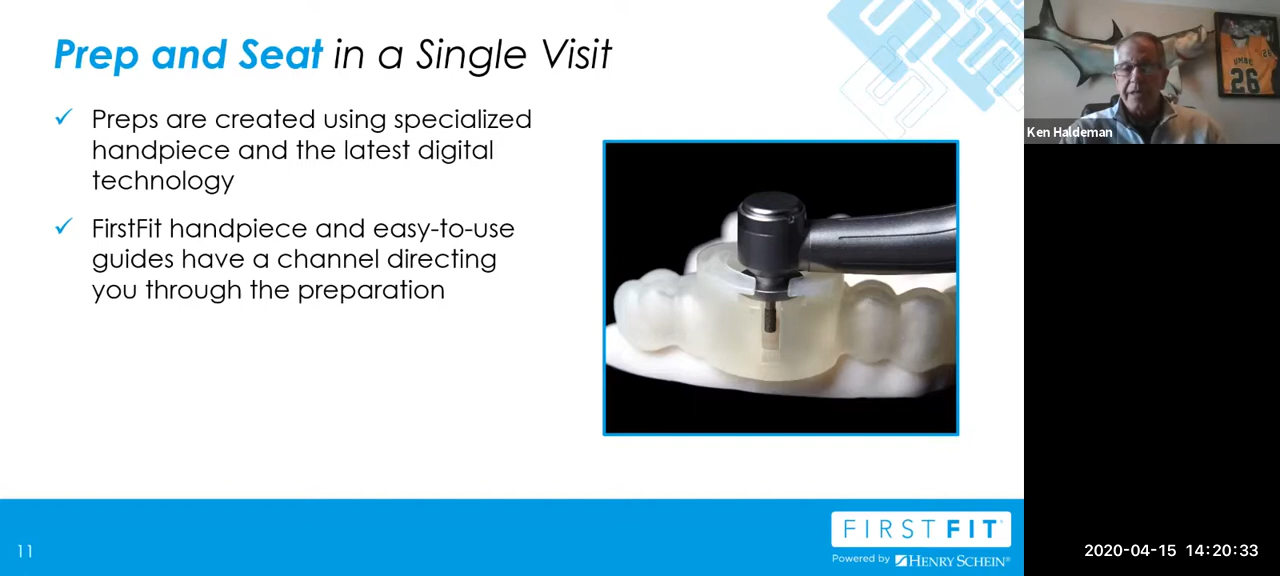 Prep and Seat in a Single Visit
✓ Preps are created using specialized
handpiece and the latest digital
technology
✓ FirstFit handpiece and easy-to-use
guides have a channel directing
you through the preparation
11
FIRSTFIT
Powered by HENRY SCHEIN®
Ken Haldeman
26
2020-04-15 14:20:33